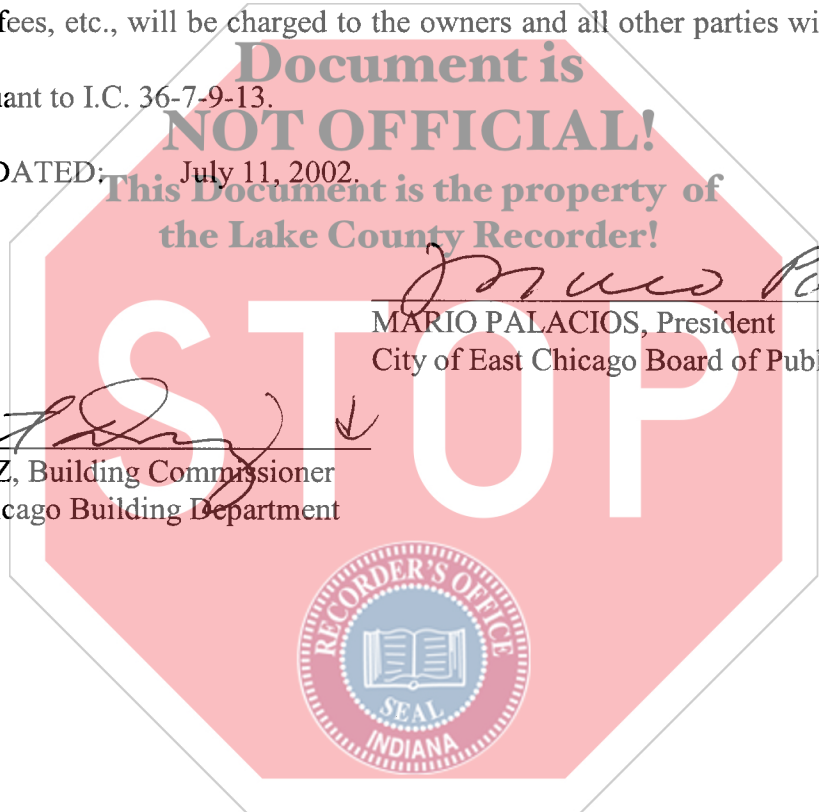 fees, etc., will be charged to the owners and all other parties wi
Document is
uant to I.C. 36-7-9-13.
NOT OFFICIAL!
DATED: July 11, 2002.
This Document is the property of
the Lake County Recorder!
MARIO PALACIOS, President
City of East Chicago Board of Publ
STOP
Z, Building Commissioner
cago Building Department
RECORDER'S OFFICE
SEAL
INDIANA